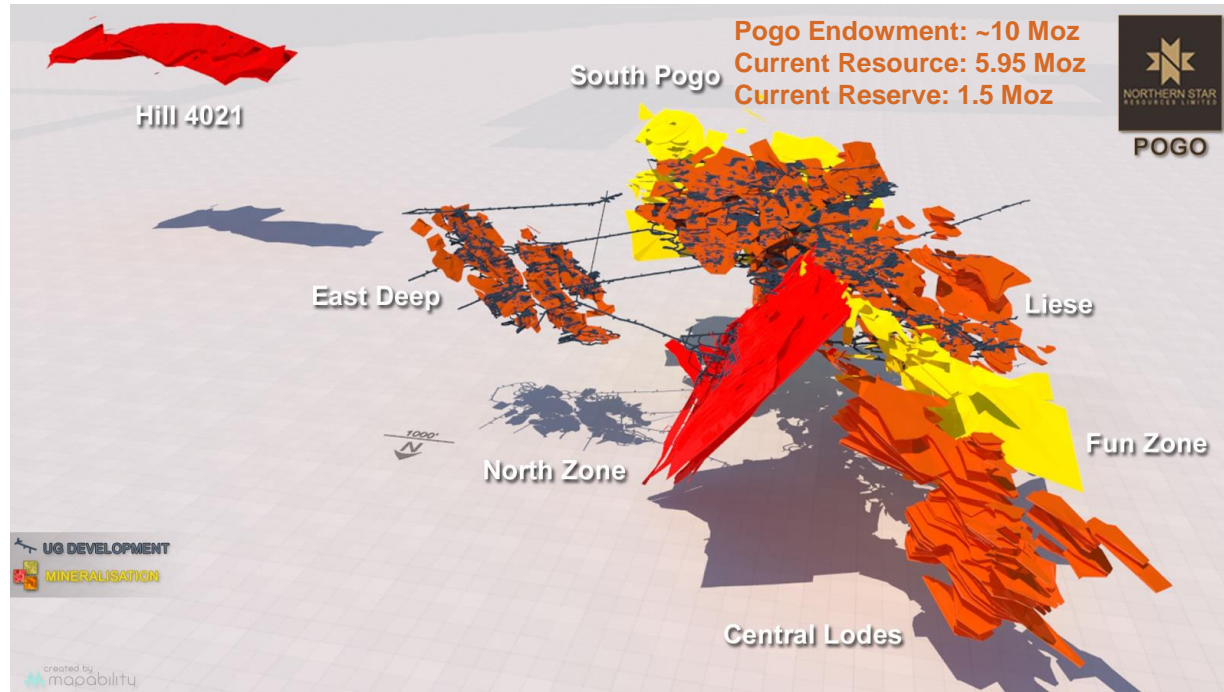 Pogo Endowment: ~10 Moz
Current Resource: 5.95 Moz
Current Reserve: 1.5 Moz
NORTHERN STAR
RESOURCES LIMITED
POGO
South Pogo
Hill 4021
East Deep
Liese
1000'
N
North Zone
Fun Zone
UG DEVELOPMENT
MINERALISATION
Central Lodes
created by
mapability